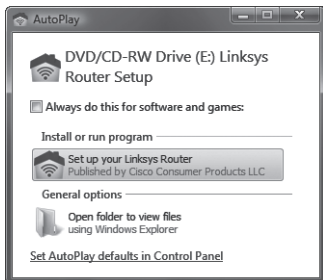 AutoPlay
DVD/CD-RW Drive (E:) Linksys
Router Setup
Always do this for software and games:
Install or run program
Set up your Linksys Router
Published by Cisco Consumer Products LLC
General options
Open folder to view files
using Windows Explorer
Set AutoPlay defaults in Control Panel